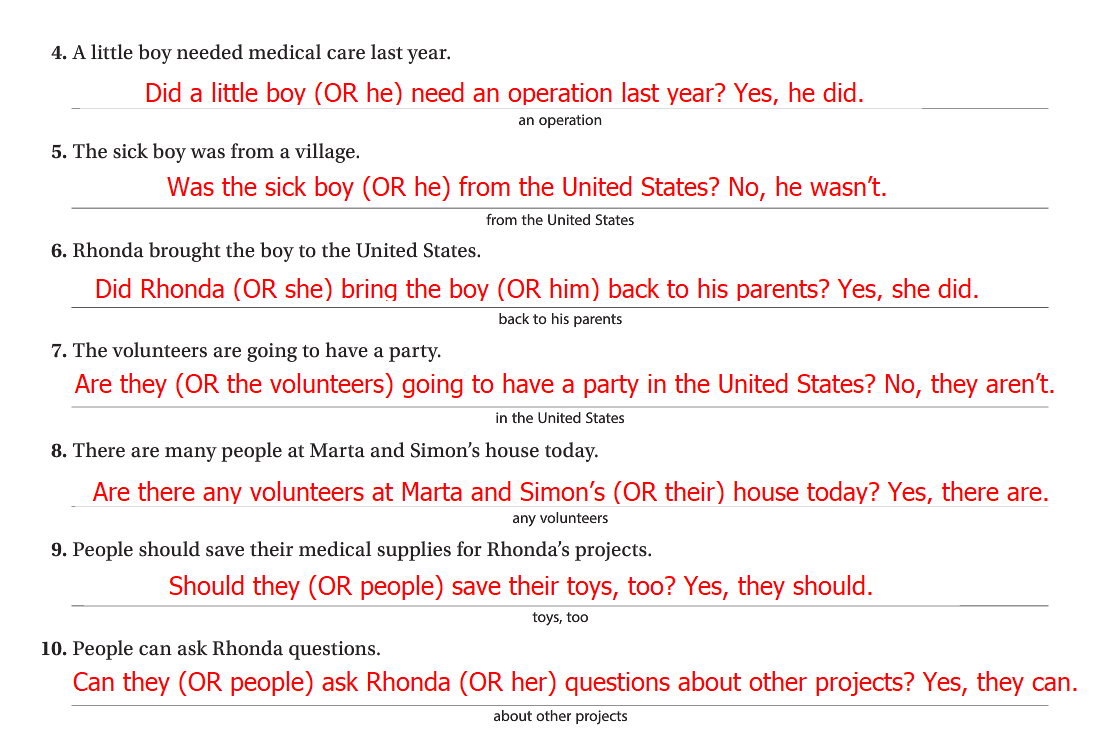 4. A little boy needed medical care last year.
Did a little boy (OR he) need an operation last year? Yes, he did.
an operation
5. The sick boy was from a village.
Was the sick boy (OR he) from the United States? No, he wasn’t.
from the United States
6. Rhonda brought the boy to the United States.
Did Rhonda (OR she) bring the boy (OR him) back to his parents? Yes, she did.
back to his parents
7. The volunteers are going to have a party.
Are they (OR the volunteers) going to have a party in the United States? No, they aren’t.
in the United States
8. There are many people at Marta and Simon’s house today.
Are there any volunteers at Marta and Simon’s (OR their) house today? Yes, there are.
any volunteers
9. People should save their medical supplies for Rhonda’s projects.
Should they (OR people) save their toys, too? Yes, they should.
toys, too
10. People can ask Rhonda questions.
Can they (OR people) ask Rhonda (OR her) questions about other projects? Yes, they can.
about other projects